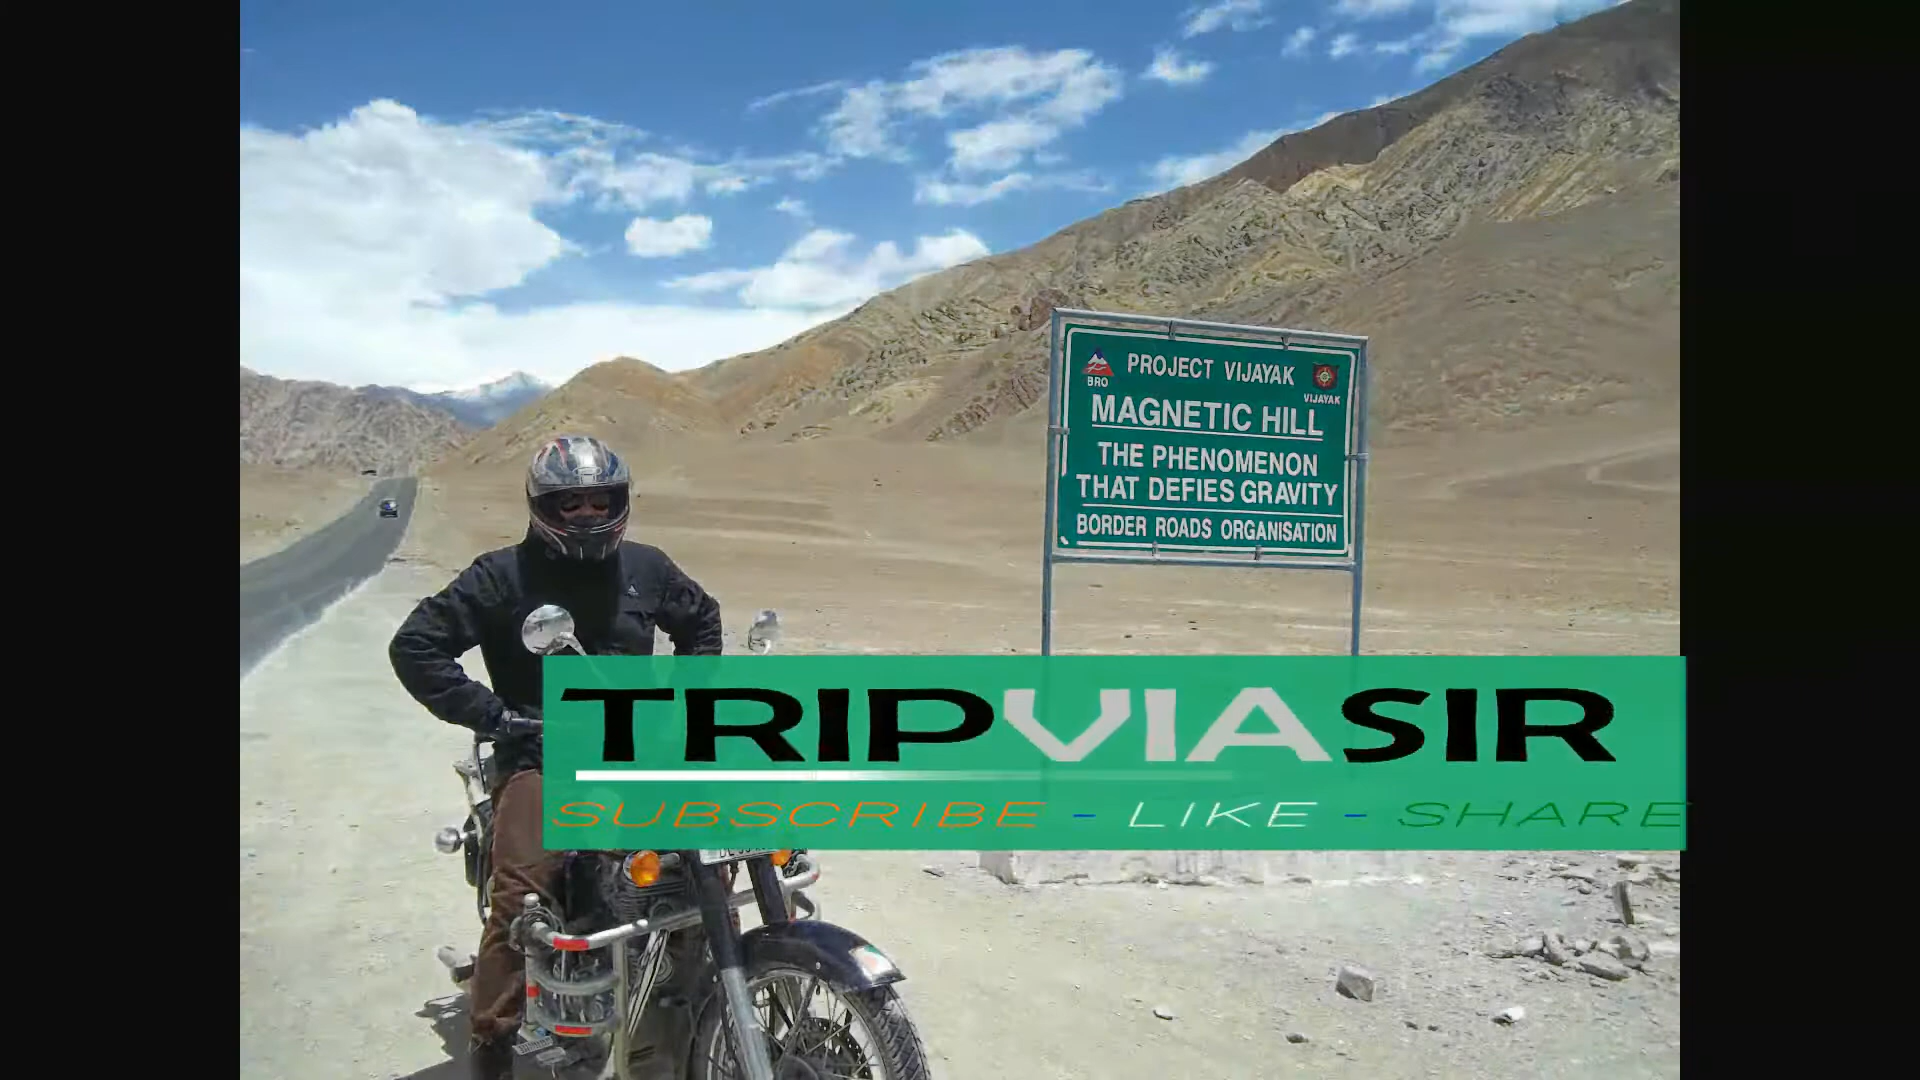 PROJECT VIJAYAK
BRO
VIJAYAK
MAGNETIC HILL
THE PHENOMENON
THAT DEFIES GRAVITY
BORDER ROADS ORGANISATION
TRIPVIASIR
SUBSCRIBE - LIKE - SHARE